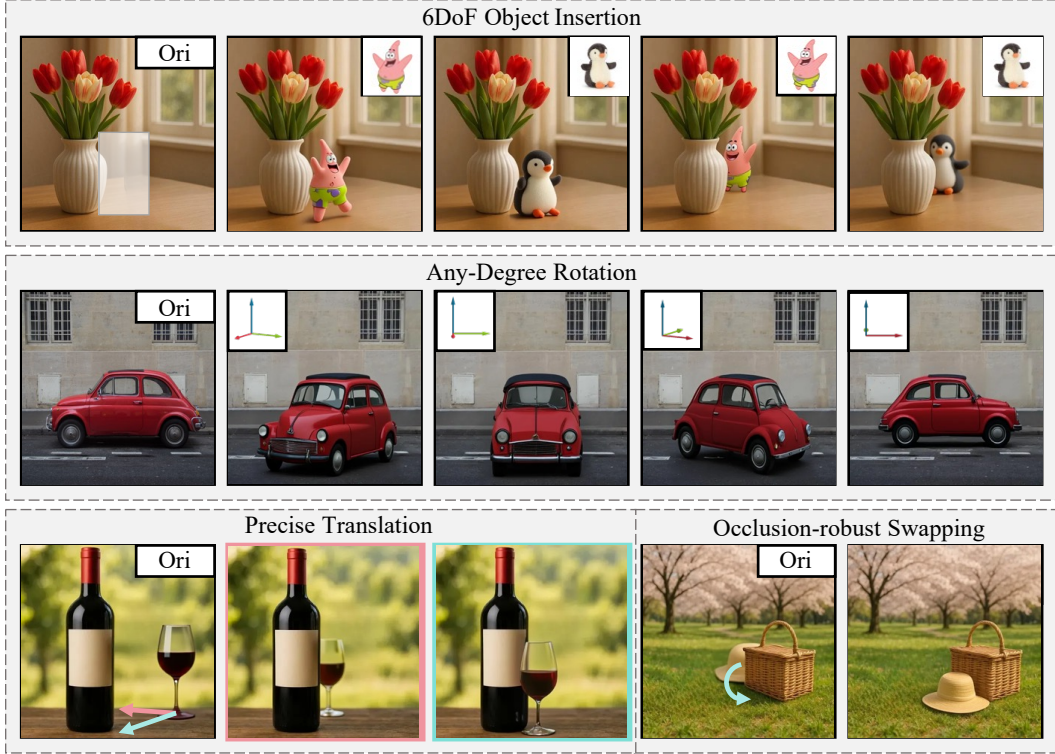 6DoF Object Insertion
Ori
Any-Degree Rotation
Ori
Precise Translation
Ori
Occlusion-robust Swapping
Ori